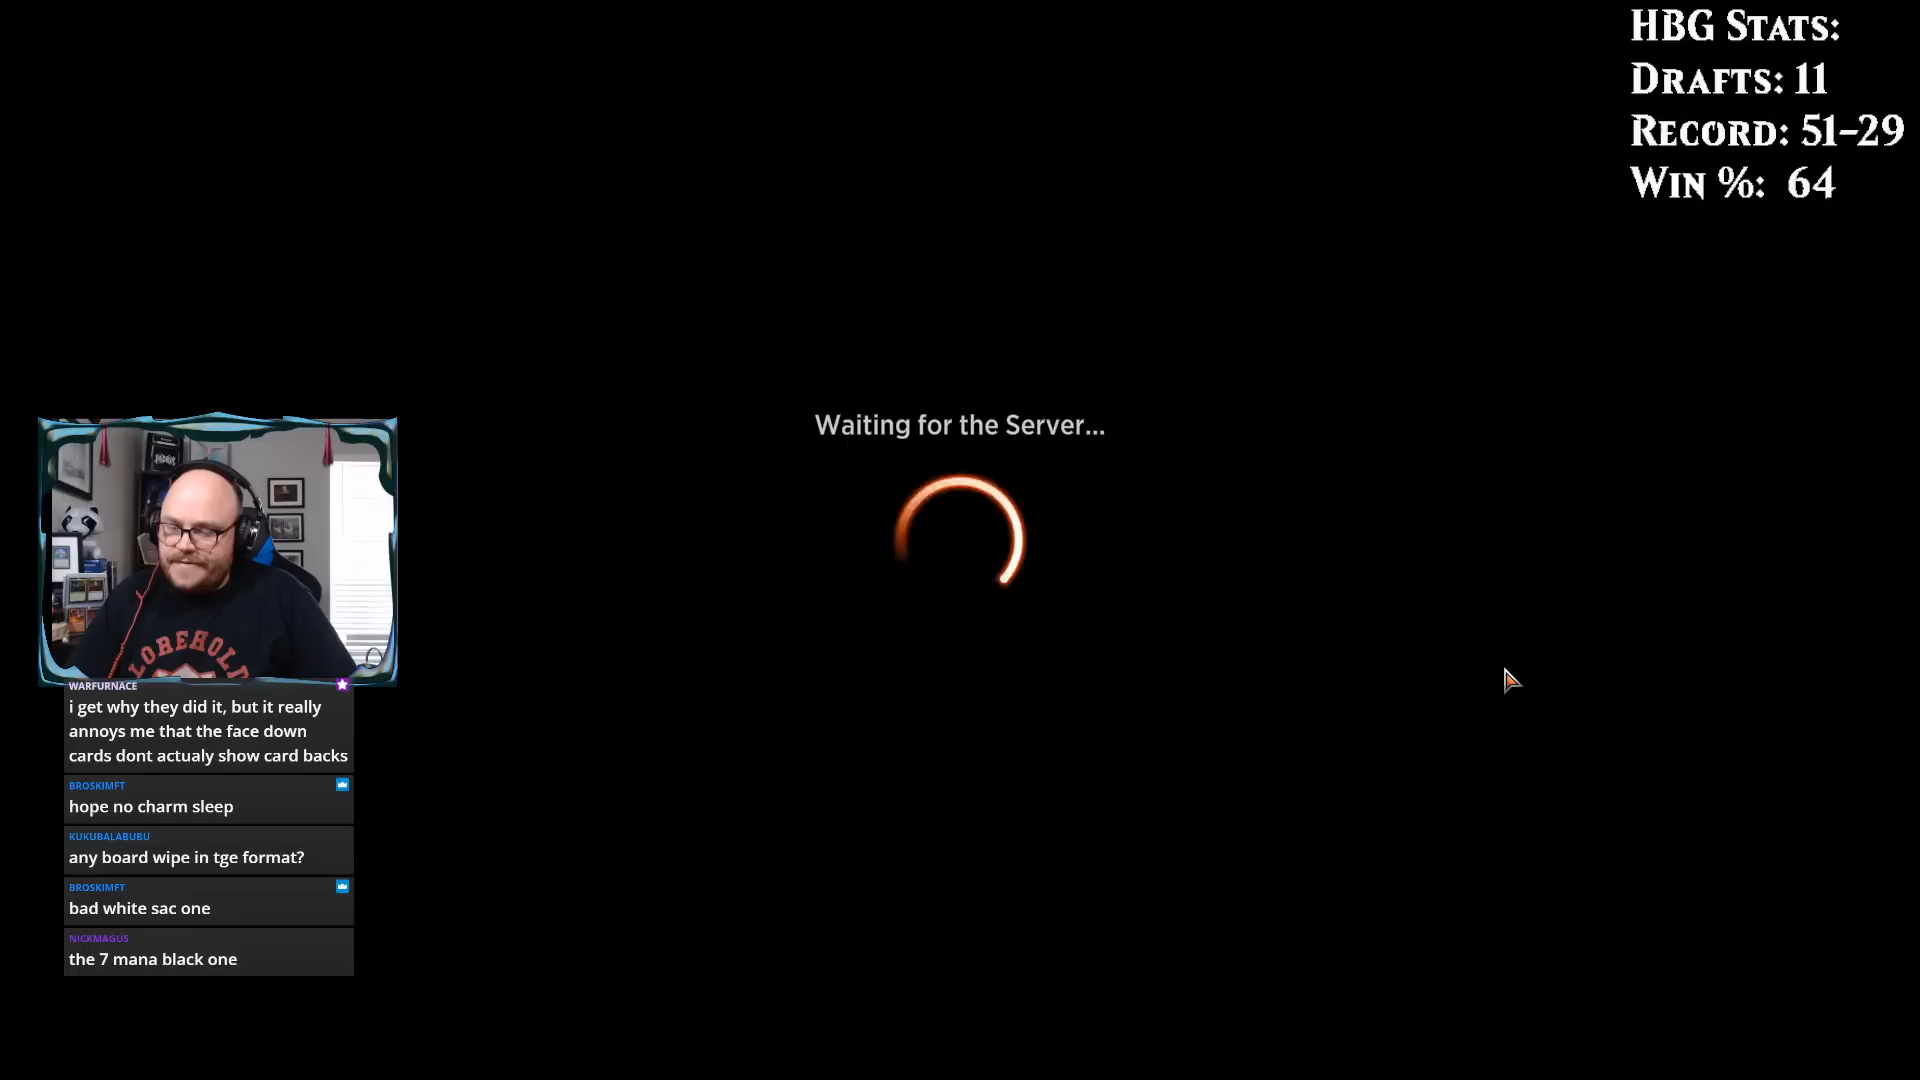 HBG STATS:
DRAFTS: 11
RECORD: 51-29
WIN %: 64
Waiting for the Server...
LOREHOLD
WARFURNACE
i get why they did it, but it really
annoys me that the face down
cards dont actualy show card backs
BROSKIMFT
hope no charm sleep
KUKUBALABUBU
any board wipe in tge format?
BROSKIMFT
bad white sac one
NICKMAGUS
the 7 mana black one